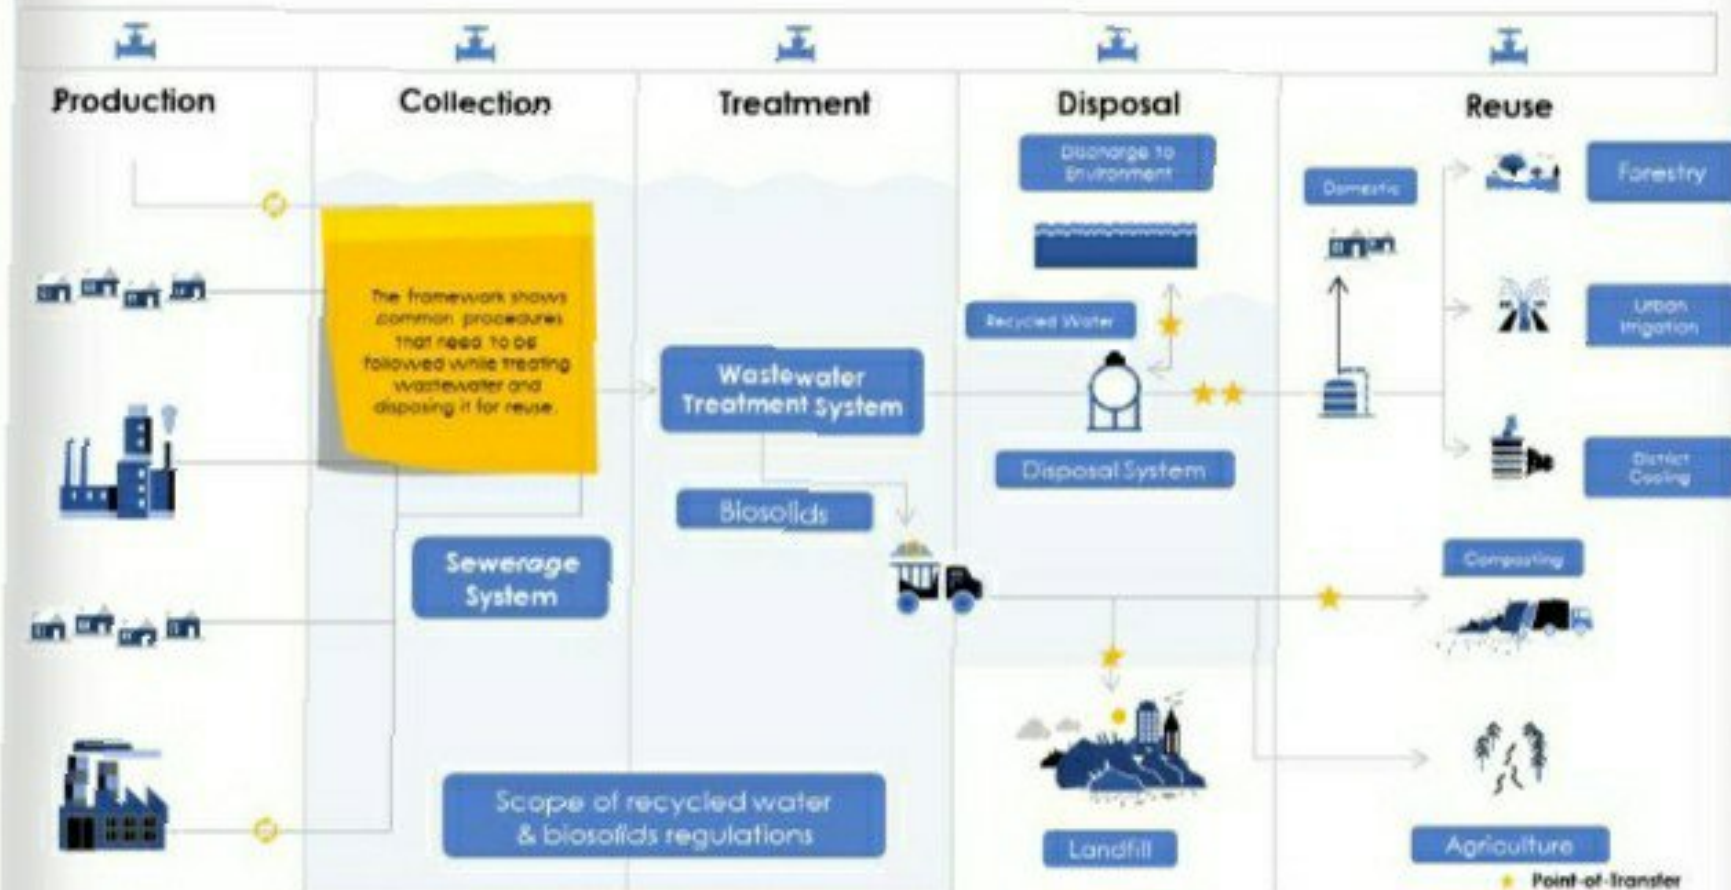 Production
Collection
Treatment
Disposal
Reuse
Discharge to
Environment
Domestic
Forestry
The framework shows
common procedures
that need to be
followed while treating
wastewater and
disposing it for reuse.
Recycled Water
Urban
Irrigation
Wastewater
Treatment System
Disposal System
District
Cooling
Biosolids
Sewerage
System
Composting
Scope of recycled water
& biosolids regulations
Landfill
Agriculture
Point-of-Transfer